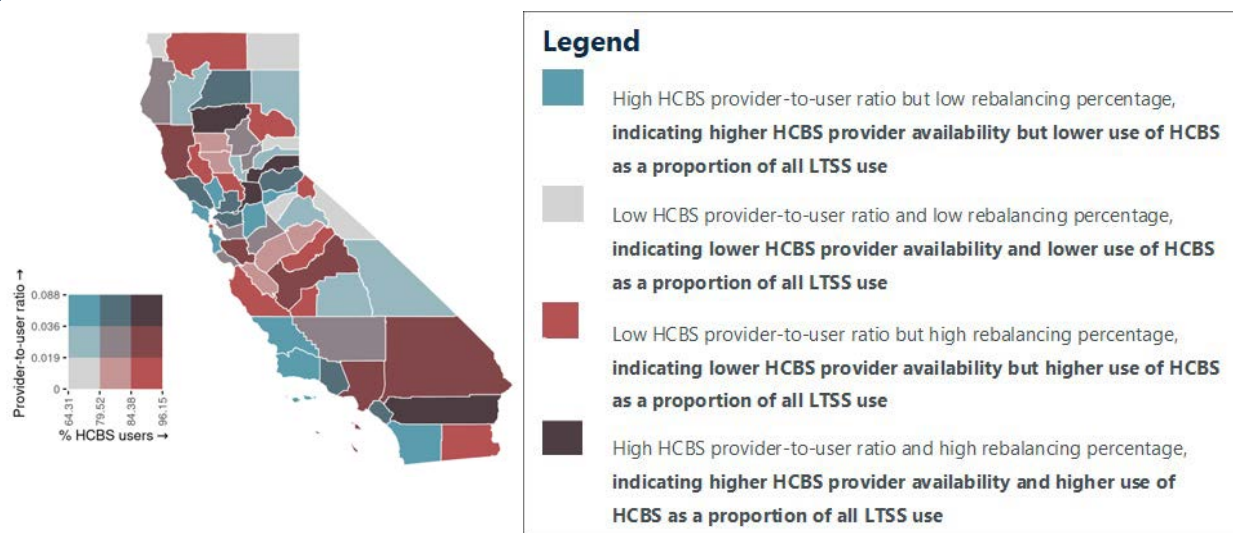 Legend
High HCBS provider-to-user ratio but low rebalancing percentage,
indicating higher HCBS provider availability but lower use of HCBS
as a proportion of all LTSS use
Low HCBS provider-to-user ratio and low rebalancing percentage,
indicating lower HCBS provider availability and lower use of HCBS
as a proportion of all LTSS use
Low HCBS provider-to-user ratio but high rebalancing percentage,
indicating lower HCBS provider availability but higher use of HCBS
as a proportion of all LTSS use
High HCBS provider-to-user ratio and high rebalancing percentage,
indicating higher HCBS provider availability and higher use of
HCBS as a proportion of all LTSS use
Provider-to-user ratio →
0.088
0.036
0.019
0
64.31
79.52
84.38
96.15
% HCBS users →